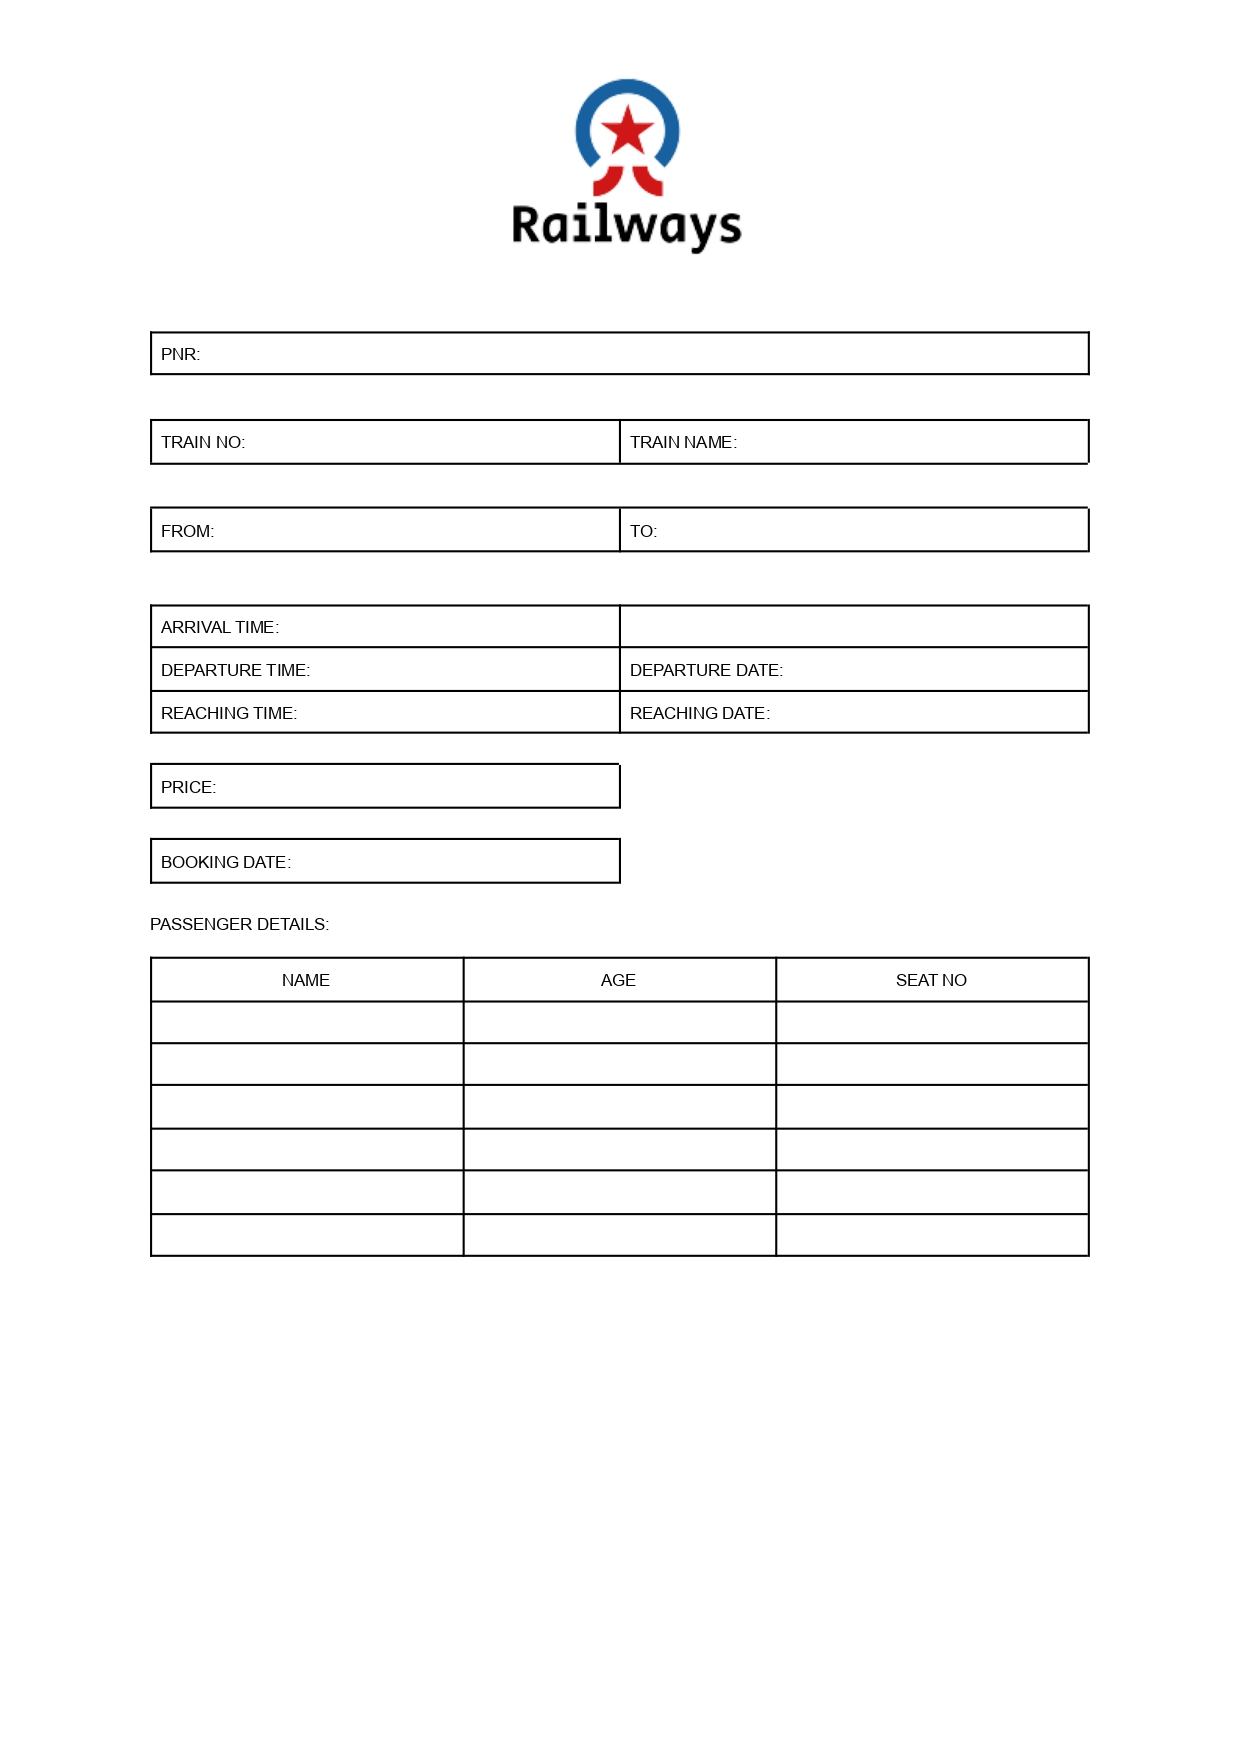 Railways
PNR:
TRAIN NO: TRAIN NAME:
FROM: TO:
ARRIVAL TIME:
DEPARTURE TIME: DEPARTURE DATE:
REACHING TIME: REACHING DATE:
PRICE:
BOOKING DATE:
PASSENGER DETAILS:
NAME AGE SEAT NO